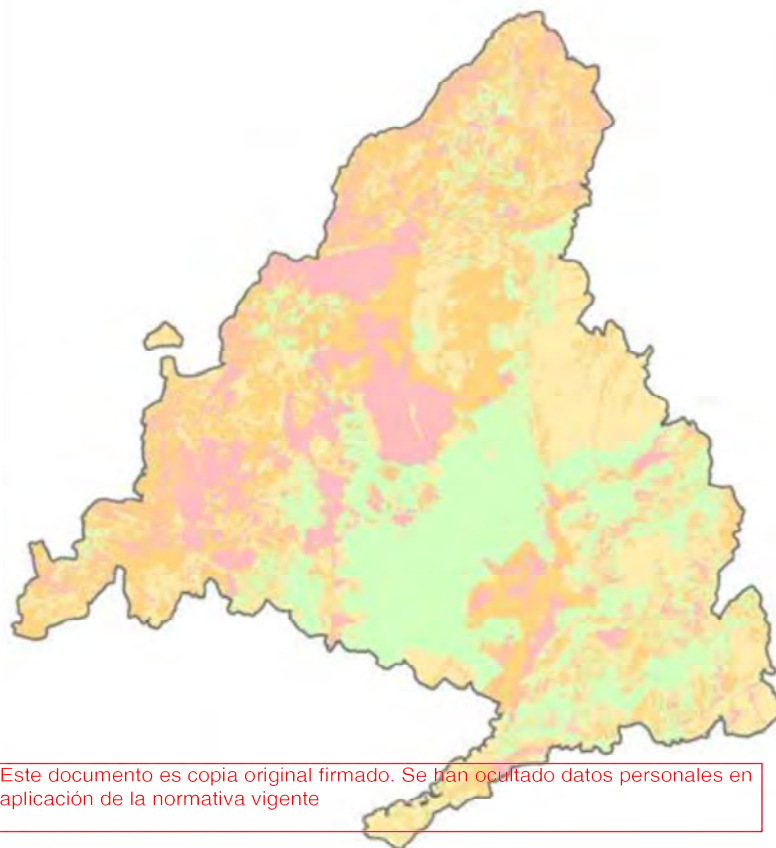 Este documento es copia original firmado. Se han ocultado datos personales en
aplicación de la normativa vigente